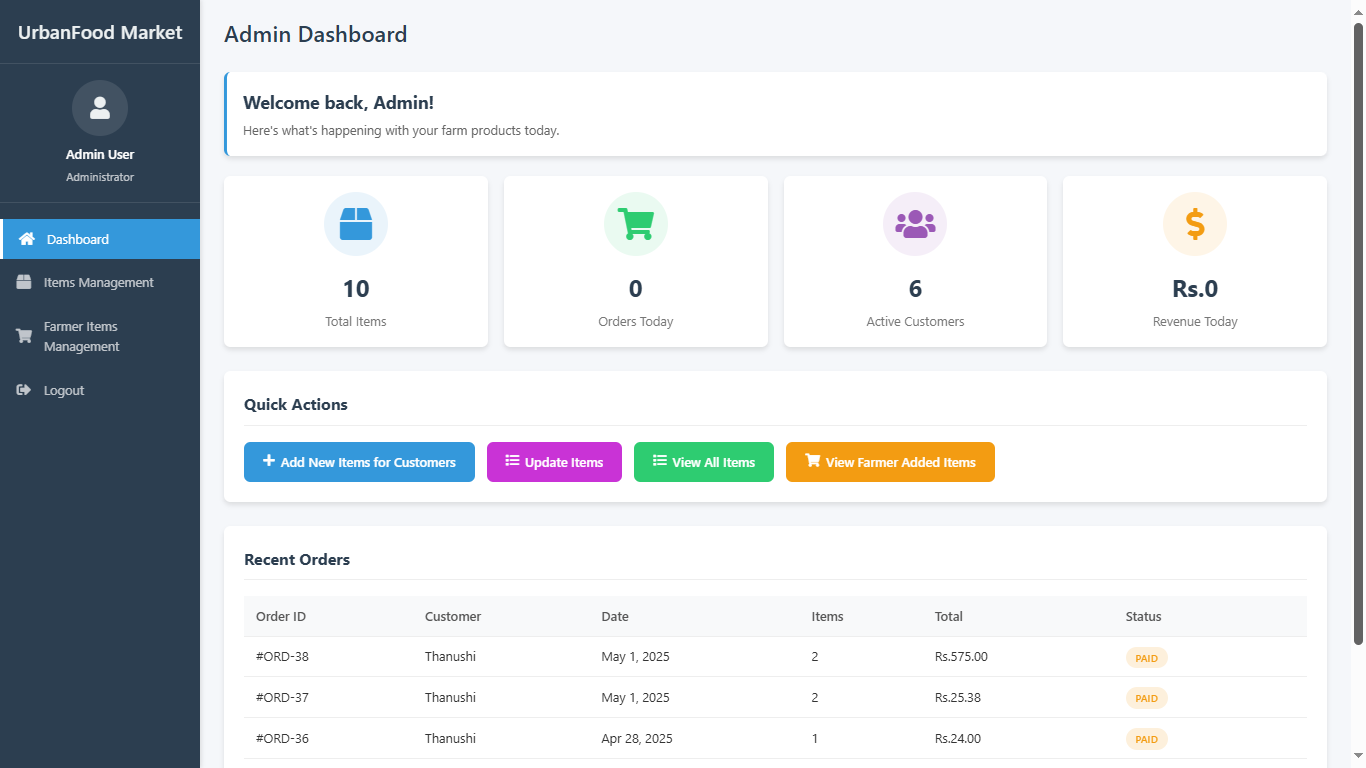 UrbanFood Market
Admin User
Administrator
Dashboard
Items Management
Farmer Items
Management
Logout
Admin Dashboard
Welcome back, Admin!
Here's what's happening with your farm products today.
10
Total Items
0
Orders Today
6
Active Customers
Rs.0
Revenue Today
Quick Actions
Add New Items for Customers
Update Items
View All Items
View Farmer Added Items
Recent Orders
Order ID Customer Date Items Total Status
#ORD-38 Thanushi May 1, 2025 2 Rs.575.00 PAID
#ORD-37 Thanushi May 1, 2025 2 Rs.25.38 PAID
#ORD-36 Thanushi Apr 28, 2025 1 Rs.24.00 PAID